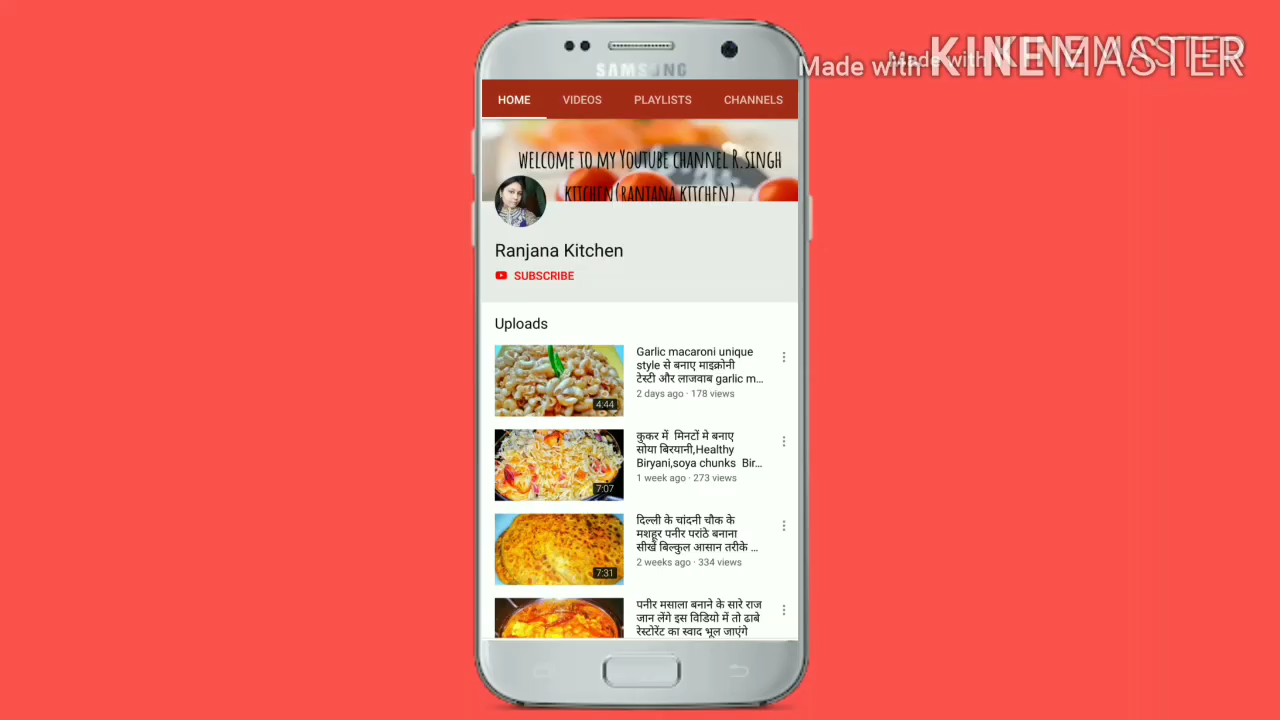 Made with KINEMASTER
Made with KINEMASTER
SAMSUNG
HOME VIDEOS PLAYLISTS CHANNELS
WELCOME TO MY YOUTUBE CHANNEL R.SINGH
KITCHEN(RANJANA KITCHEN)
Ranjana Kitchen
SUBSCRIBE
Uploads
Garlic macaroni unique
style से बनाए माइक्रोनी
टेस्टी और लाजवाब garlic m...
2 days ago · 178 views
4:44
कुकर में मिनटों मे बनाए
सोया बिरयानी,Healthy
Biryani,soya chunks Bir...
1 week ago · 273 views
7:07
दिल्ली के चांदनी चौक के
मशहूर पनीर परांठे बनाना
सीखें बिल्कुल आसान तरीके ...
2 weeks ago · 334 views
7:31
पनीर मसाला बनाने के सारे राज
जान लेंगे इस विडियो में तो ढाबे
रेस्टोरेंट का स्वाद भूल जाएंगे